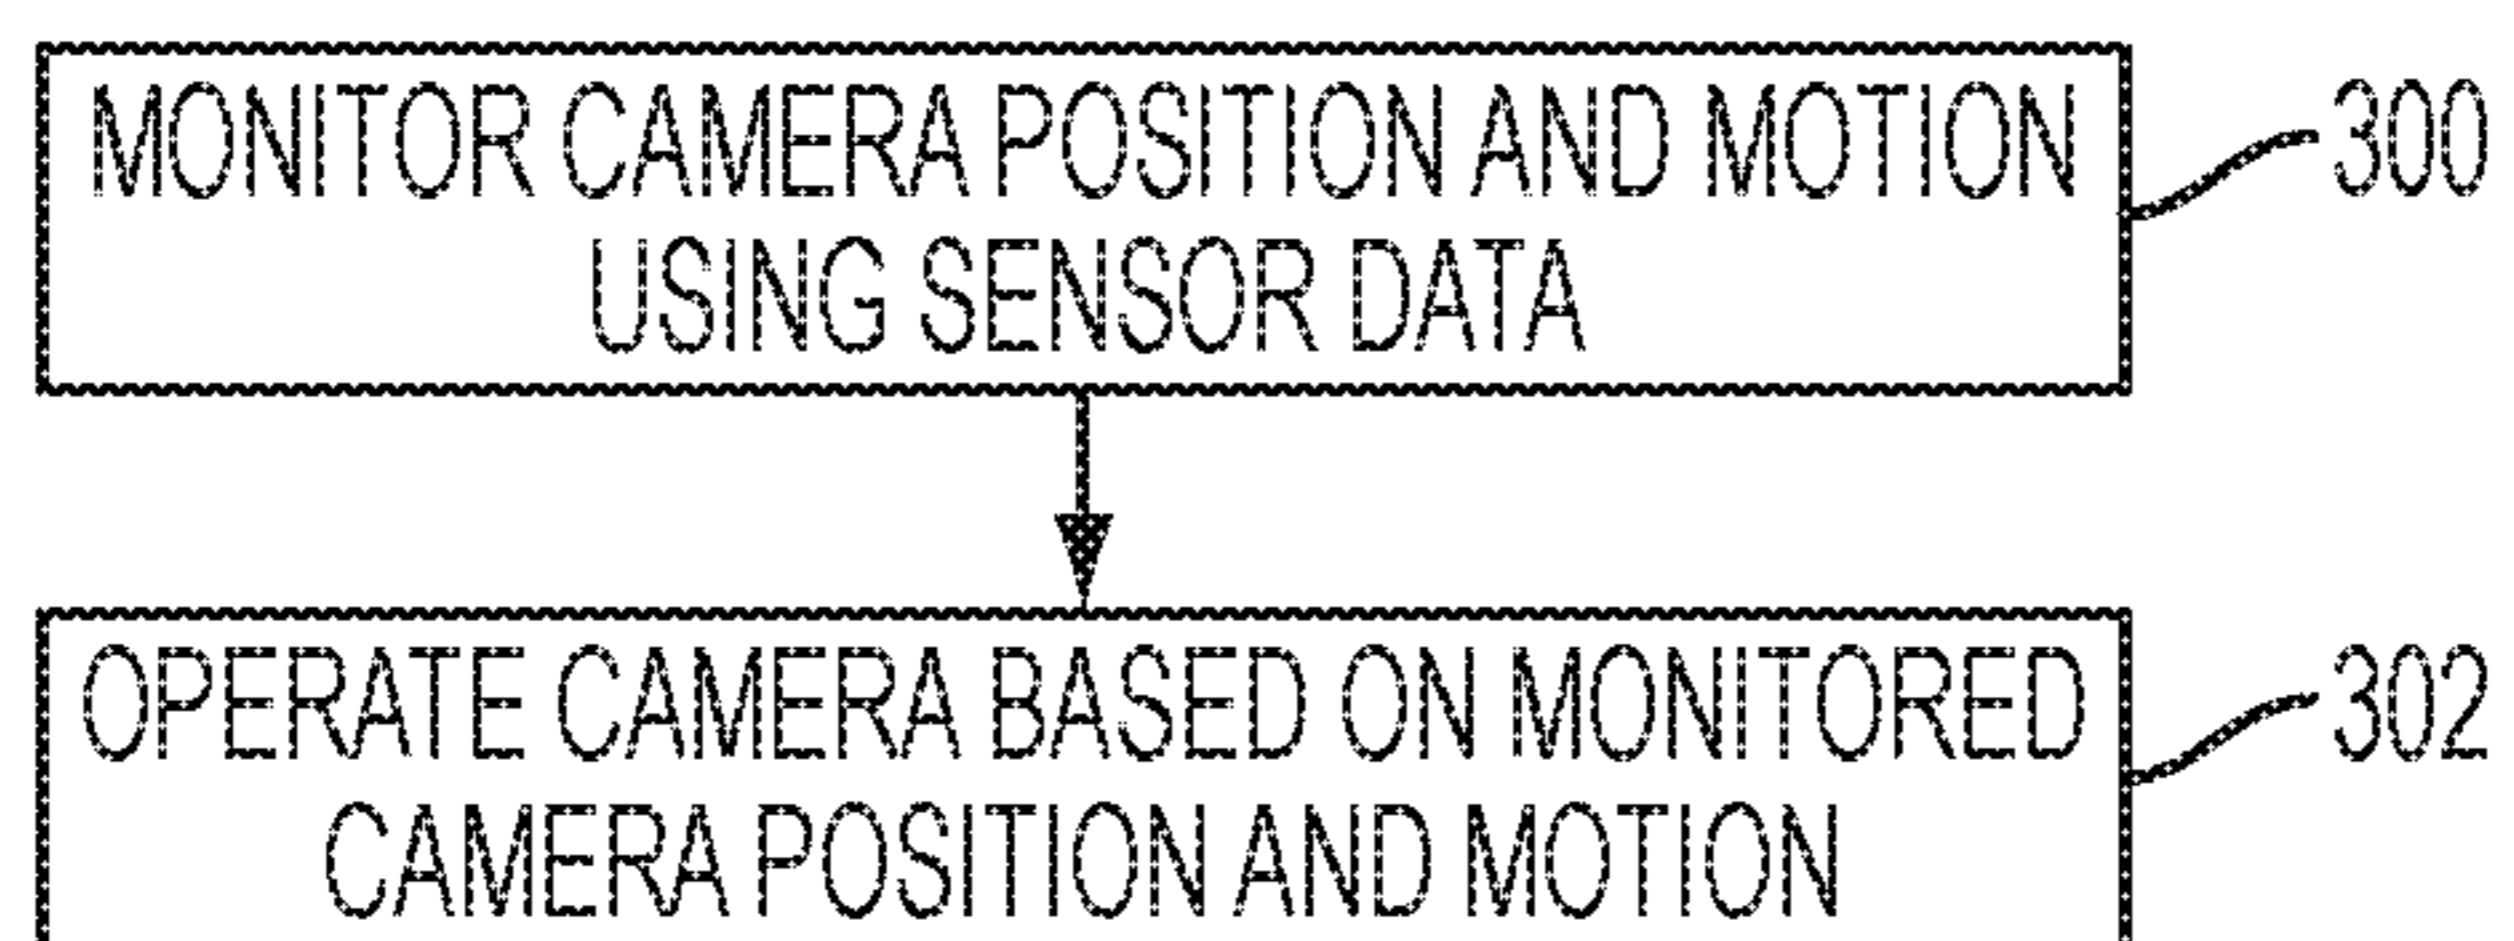 MONITOR CAMERA POSITION AND MOTION
USING SENSOR DATA
300
OPERATE CAMERA BASED ON MONITORED
CAMERA POSITION AND MOTION
302